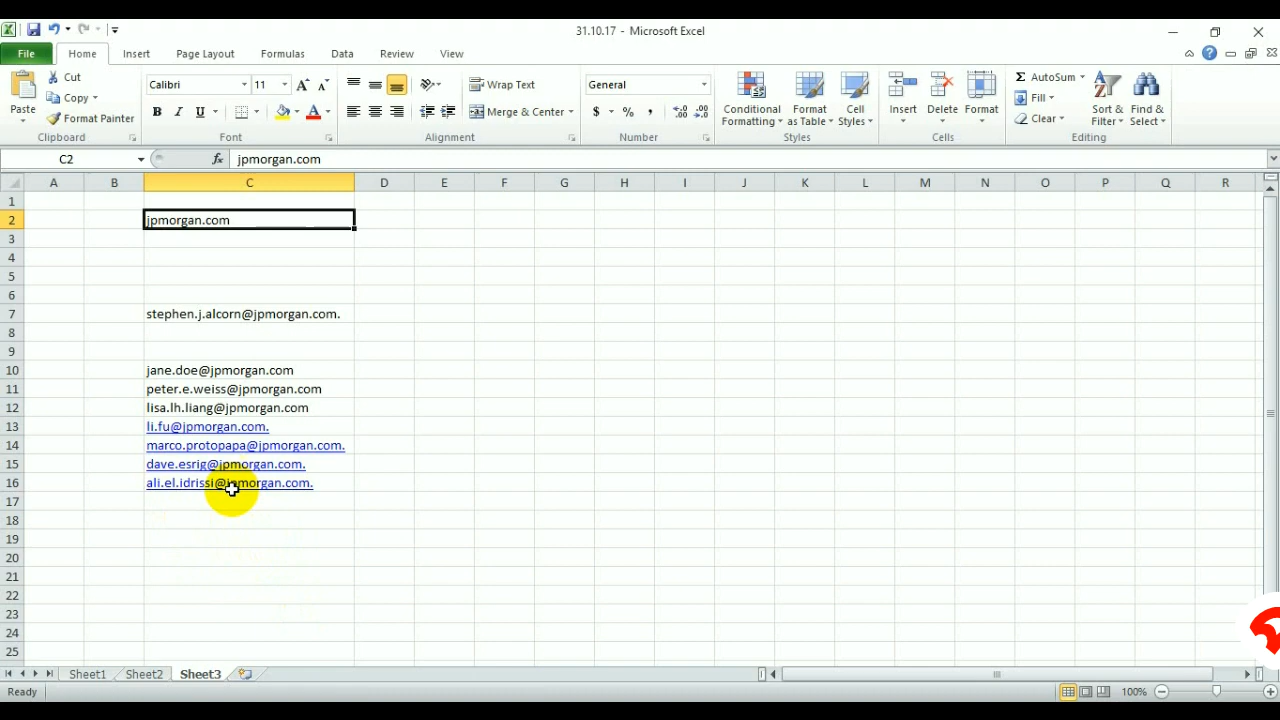 31.10.17 - Microsoft Excel
File Home Insert Page Layout Formulas Data Review View
Paste Cut Copy Format Painter Clipboard
Calibri 11 A A B I U A Font
Wrap Text Merge & Center Alignment
General $ % , Number
Conditional Formatting Format as Table Cell Styles Styles
Insert Delete Format Cells
Σ AutoSum Fill Clear Sort & Filter Find & Select Editing
C2 fx jpmorgan.com
A B C D E F G H I J K L M N O P Q R
1
2 jpmorgan.com
3
4
5
6
7 stephen.j.alcorn@jpmorgan.com.
8
9
10 jane.doe@jpmorgan.com
11 peter.e.weiss@jpmorgan.com
12 lisa.lh.liang@jpmorgan.com
13 li.fu@jpmorgan.com.
14 marco.protopapa@jpmorgan.com.
15 dave.esrig@jpmorgan.com.
16 ali.el.idrissi@jpmorgan.com.
17
18
19
20
21
22
23
24
25
Sheet1 Sheet2 Sheet3
Ready 100%